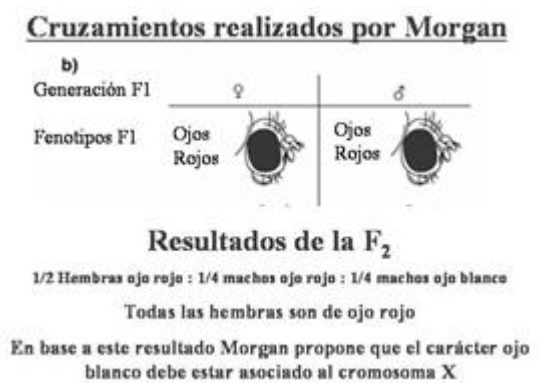 Cruzamientos realizados por Morgan
b)
Generación F1 ♀ ♂
Fenotipos F1 Ojos Rojos Ojos Rojos
Resultados de la F₂
1/2 Hembras ojo rojo : 1/4 machos ojo rojo : 1/4 machos ojo blanco
Todas las hembras son de ojo rojo
En base a este resultado Morgan propone que el carácter ojo
blanco debe estar asociado al cromosoma X